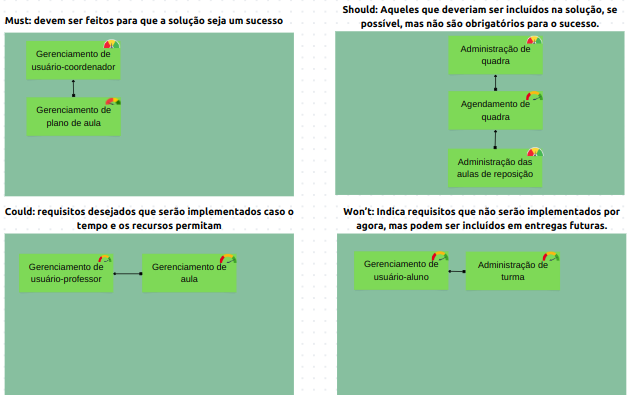 Must: devem ser feitos para que a solução seja um sucesso
Gerenciamento de
usuário-coordenador
Gerenciamento de
plano de aula
Should: Aqueles que deveriam ser incluídos na solução, se
possível, mas não são obrigatórios para o sucesso.
Administração de
quadra
Agendamento de
quadra
Administração das
aulas de reposição
Could: requisitos desejados que serão implementados caso o
tempo e os recursos permitam
Gerenciamento de
usuário-professor
Gerenciamento de
aula
Won't: Indica requisitos que não serão implementados por
agora, mas podem ser incluídos em entregas futuras.
Gerenciamento de
usuário-aluno
Administração de
turma